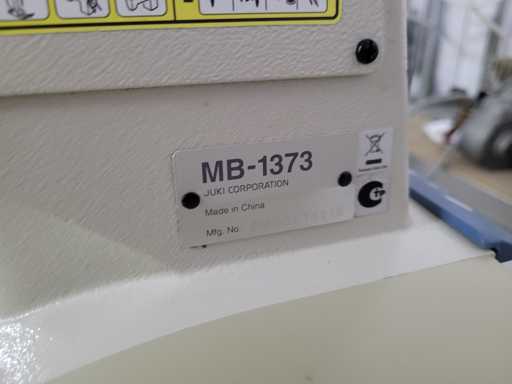 MB-1373
JUKI CORPORATION
Made in China
Mfg. No.